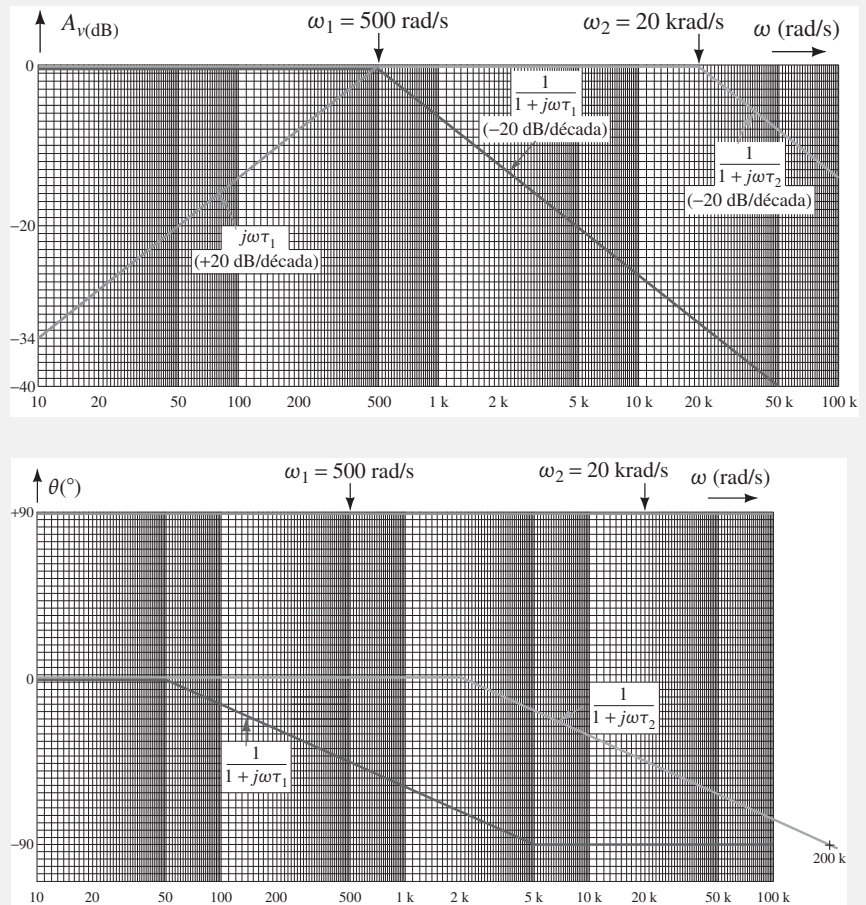 A_v(dB)
ω₁ = 500 rad/s
ω₂ = 20 krad/s
ω (rad/s)
0
−20
−34
−40
1
1 + jωτ₁
(−20 dB/década)
1
1 + jωτ₂
(−20 dB/década)
jωτ₁
(+20 dB/década)
10 20 50 100 200 500 1 k 2 k 5 k 10 k 20 k 50 k 100 k
θ(°)
ω₁ = 500 rad/s
ω₂ = 20 krad/s
ω (rad/s)
+90
0
−90
1
1 + jωτ₂
1
1 + jωτ₁
200 k
10 20 50 100 200 500 1 k 2 k 5 k 10 k 20 k 50 k 100 k